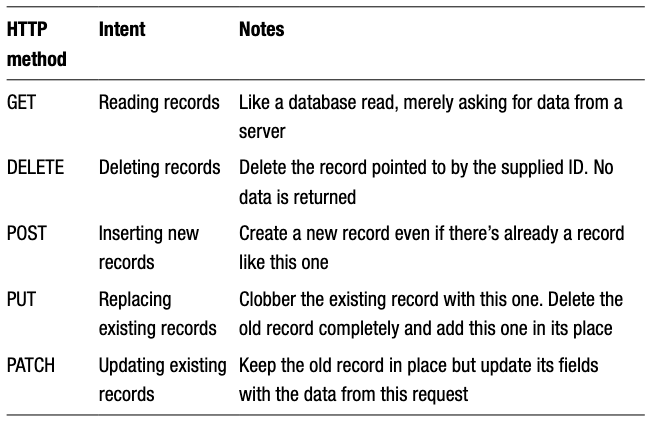 HTTP method Intent Notes
GET Reading records Like a database read, merely asking for data from a
server
DELETE Deleting records Delete the record pointed to by the supplied ID. No
data is returned
POST Inserting new Create a new record even if there’s already a record
records like this one
PUT Replacing Clobber the existing record with this one. Delete the
existing records old record completely and add this one in its place
PATCH Updating existing Keep the old record in place but update its fields
records with the data from this request